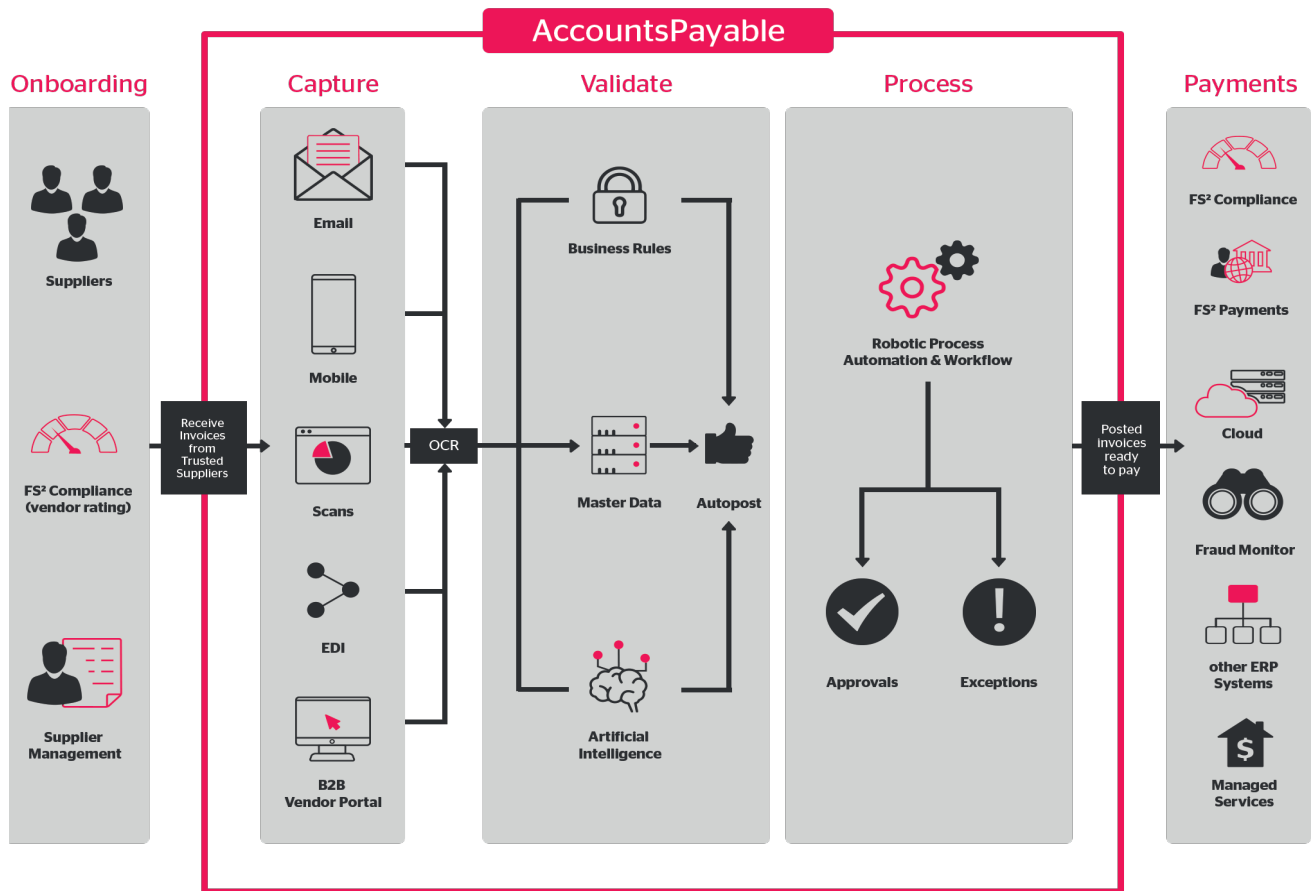 AccountsPayable
Onboarding
Suppliers
FS² Compliance
(vendor rating)
Supplier
Management
Receive
Invoices
from
Trusted
Suppliers
Capture
Email
Mobile
Scans
EDI
B2B
Vendor Portal
OCR
Validate
Business Rules
Master Data
Autopost
Artificial
Intelligence
Process
Robotic Process
Automation & Workflow
Approvals
Exceptions
Posted
invoices
ready
to pay
Payments
FS² Compliance
FS² Payments
Cloud
Fraud Monitor
other ERP
Systems
$
Managed
Services